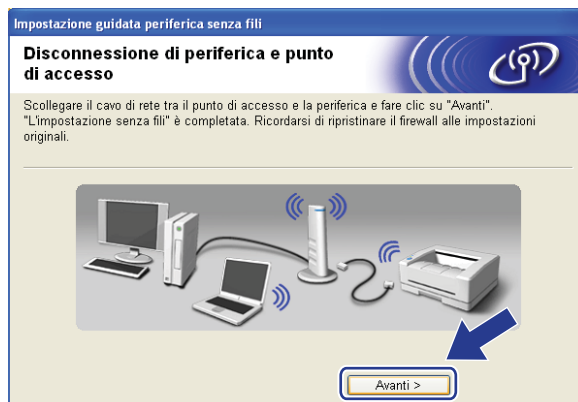 Impostazione guidata periferica senza fili
Disconnessione di periferica e punto
di accesso
Scollegare il cavo di rete tra il punto di accesso e la periferica e fare clic su "Avanti".
"L'impostazione senza fili" è completata. Ricordarsi di ripristinare il firewall alle impostazioni
originali.
Avanti >